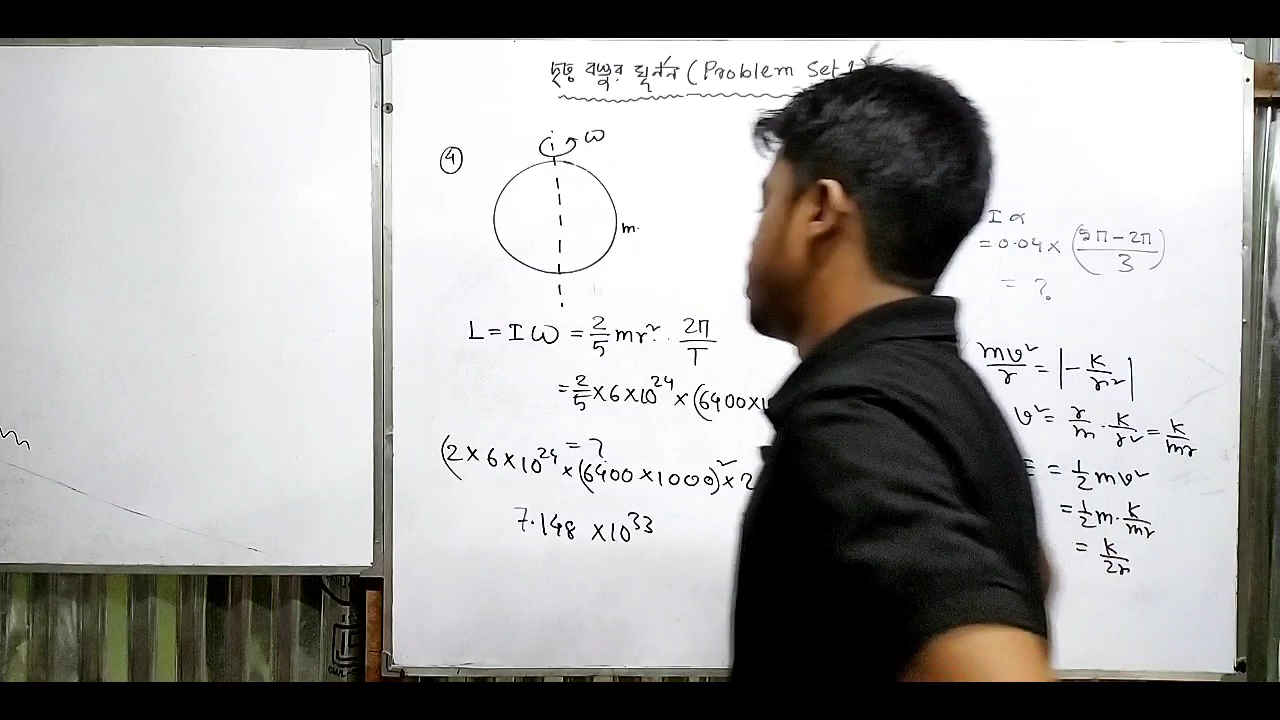 দৃঢ় বস্তুর ঘূর্ণন (Problem Set 1)
④
ω
m.
L = I ω = 2/5 mr² · 2π/T
= 2/5 × 6 × 10²⁴ × (6400 ×
= ?
(2 × 6 × 10²⁴ × (6400 × 1000)² × 2
7.148 × 10³³
I α
= 0.04 × (5π − 2π / 3)
= ?
mv²/r = |− k/r²|
v² = r/m · k/r² = k/mr
= 1/2 mv²
= 1/2 m · k/mr
= k/2r